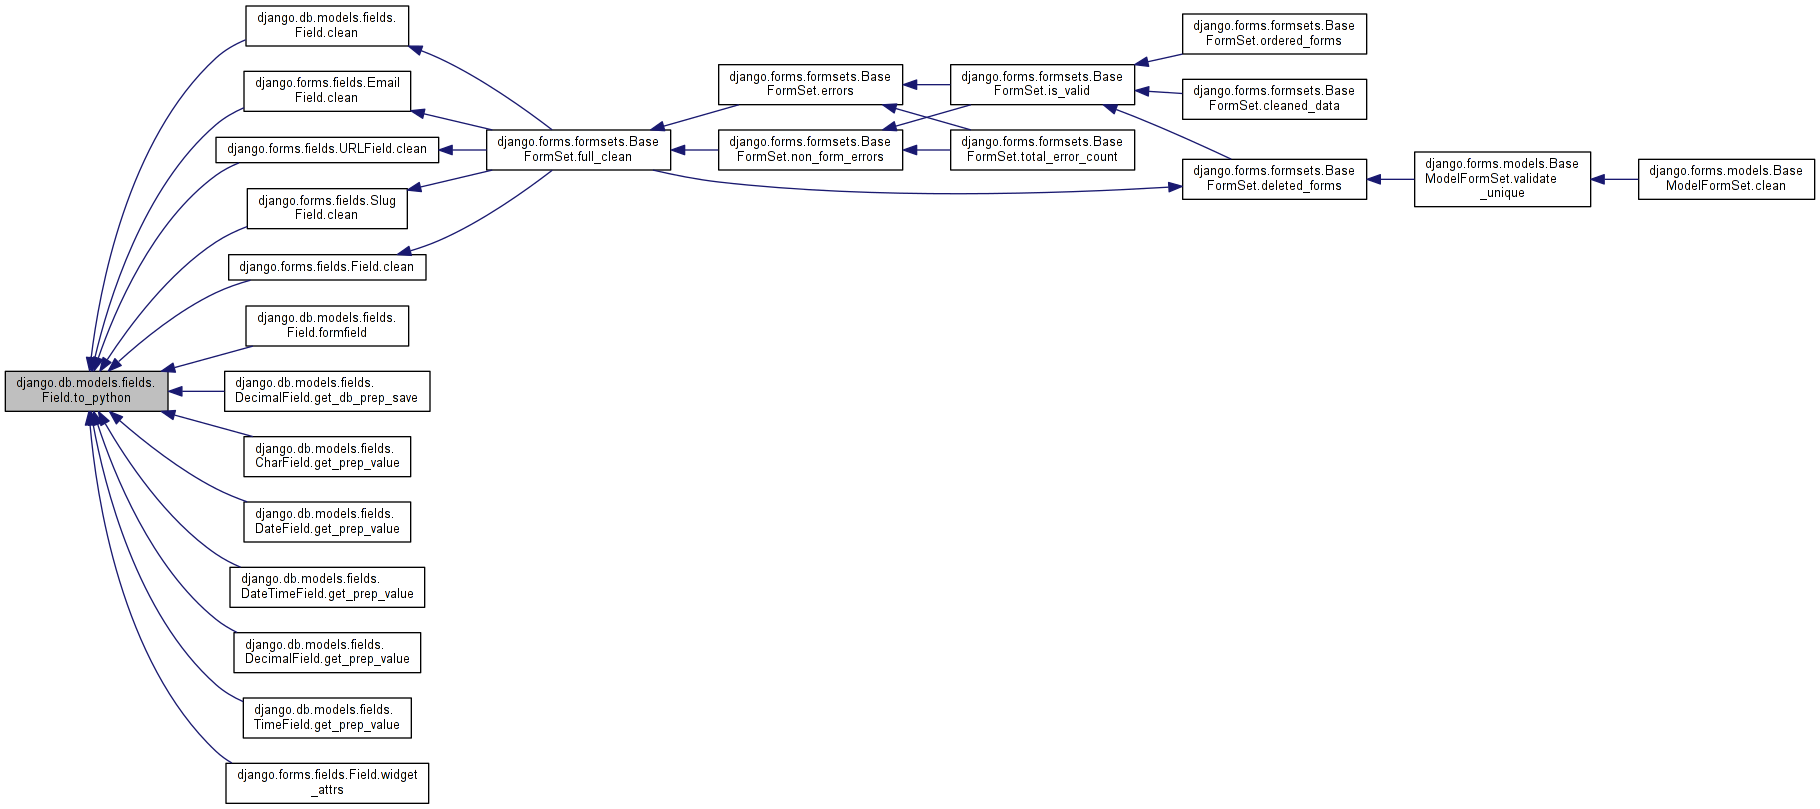 django.db.models.fields.
Field.clean
django.forms.fields.Email
Field.clean
django.forms.fields.URLField.clean
django.forms.fields.Slug
Field.clean
django.forms.fields.Field.clean
django.db.models.fields.
Field.formfield
django.db.models.fields.
Field.to_python
django.db.models.fields.
DecimalField.get_db_prep_save
django.db.models.fields.
CharField.get_prep_value
django.db.models.fields.
DateField.get_prep_value
django.db.models.fields.
DateTimeField.get_prep_value
django.db.models.fields.
DecimalField.get_prep_value
django.db.models.fields.
TimeField.get_prep_value
django.forms.fields.Field.widget
_attrs
django.forms.formsets.Base
FormSet.full_clean
django.forms.formsets.Base
FormSet.errors
django.forms.formsets.Base
FormSet.non_form_errors
django.forms.formsets.Base
FormSet.is_valid
django.forms.formsets.Base
FormSet.total_error_count
django.forms.formsets.Base
FormSet.ordered_forms
django.forms.formsets.Base
FormSet.cleaned_data
django.forms.formsets.Base
FormSet.deleted_forms
django.forms.models.Base
ModelFormSet.validate
_unique
django.forms.models.Base
ModelFormSet.clean